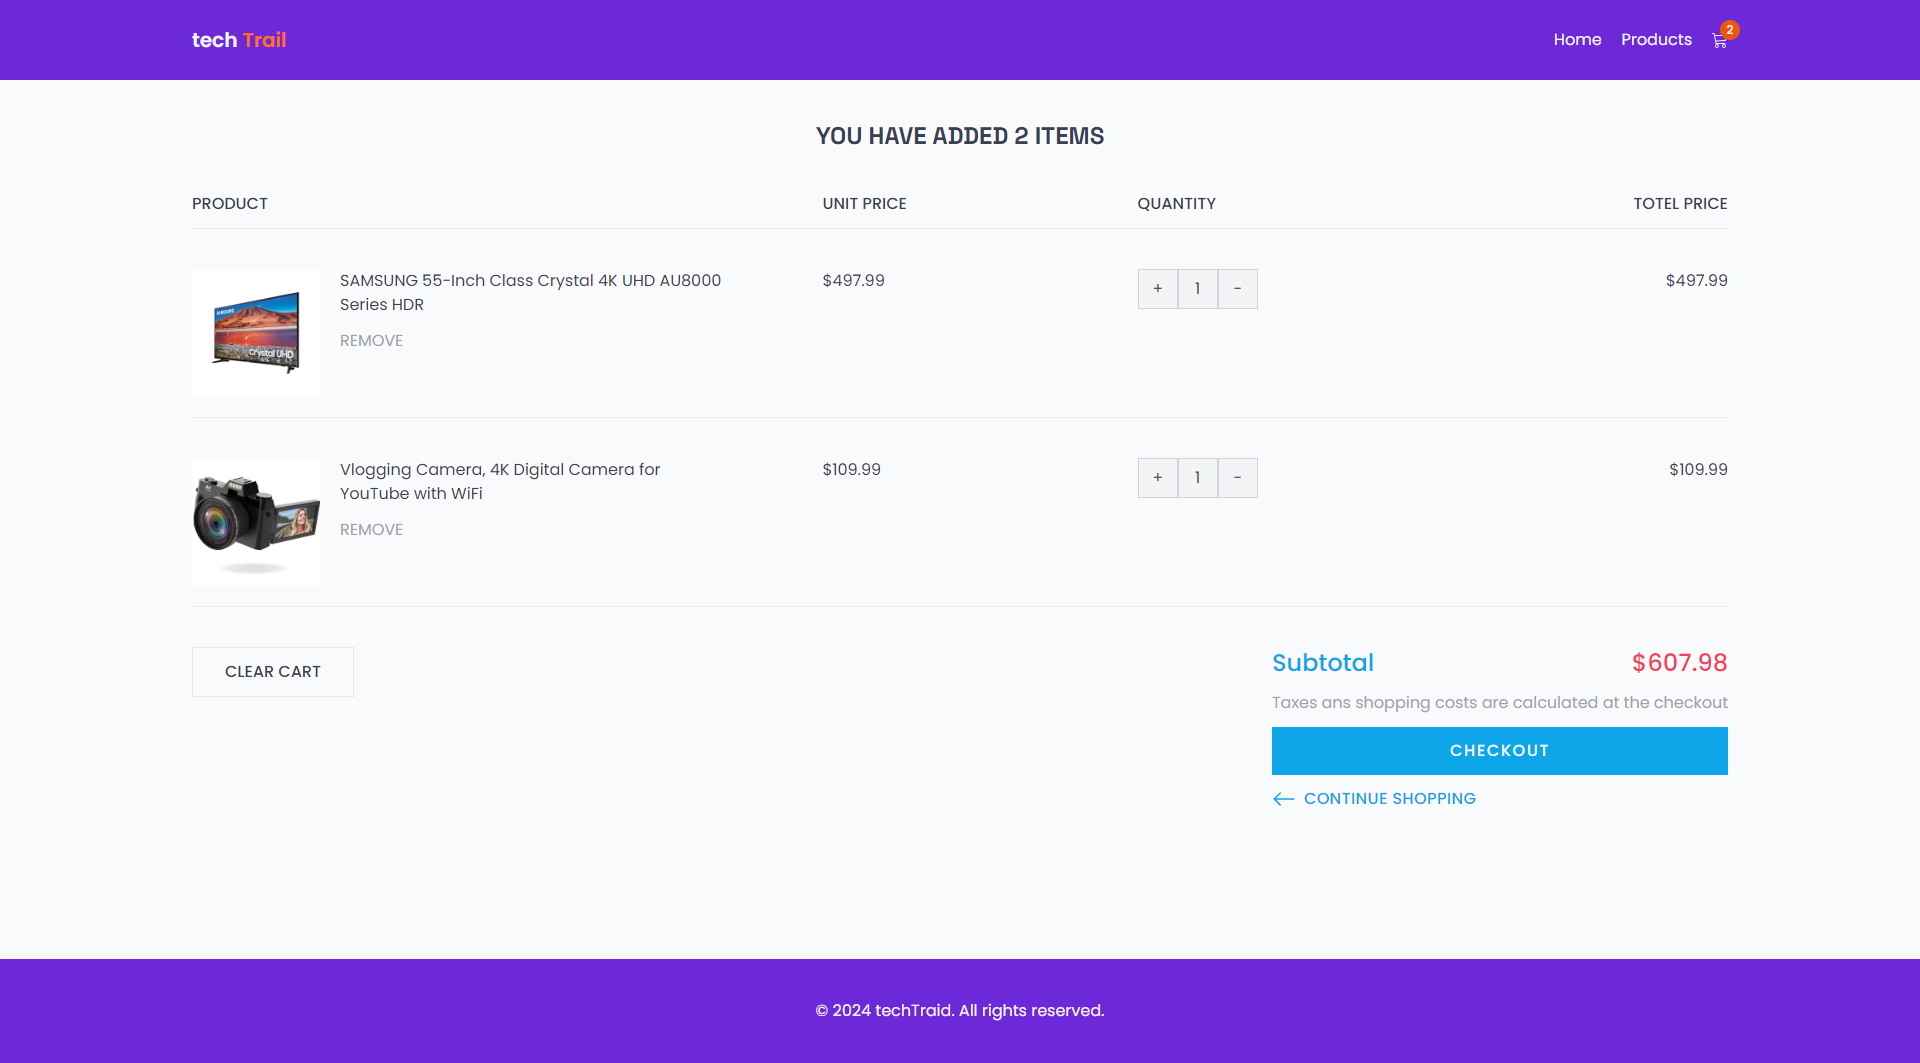 tech Trail
Home Products 2
YOU HAVE ADDED 2 ITEMS
PRODUCT UNIT PRICE QUANTITY TOTEL PRICE
SAMSUNG 55-Inch Class Crystal 4K UHD AU8000
Series HDR
REMOVE
$497.99
+ 1 -
$497.99
SAMSUNG
Crystal UHD
Vlogging Camera, 4K Digital Camera for
YouTube with WiFi
REMOVE
$109.99
+ 1 -
$109.99
CLEAR CART
Subtotal $607.98
Taxes ans shopping costs are calculated at the checkout
CHECKOUT
CONTINUE SHOPPING
© 2024 techTraid. All rights reserved.